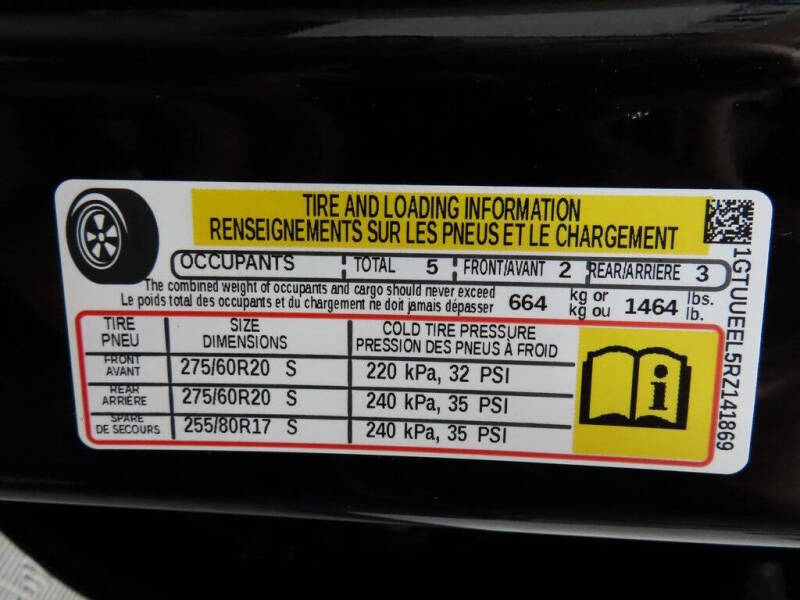 TIRE AND LOADING INFORMATION
RENSEIGNEMENTS SUR LES PNEUS ET LE CHARGEMENT
OCCUPANTS TOTAL 5 FRONT/AVANT 2 REAR/ARRIÈRE 3
The combined weight of occupants and cargo should never exceed 664 kg or 1464 lbs.
Le poids total des occupants et du chargement ne doit jamais dépasser kg ou lb.
TIRE SIZE COLD TIRE PRESSURE
PNEU DIMENSIONS PRESSION DES PNEUS À FROID
FRONT
AVANT 275/60R20 S 220 kPa, 32 PSI
REAR
ARRIÈRE 275/60R20 S 240 kPa, 35 PSI
SPARE
DE SECOURS 255/80R17 S 240 kPa, 35 PSI
1GTUUEEL5RZ141869